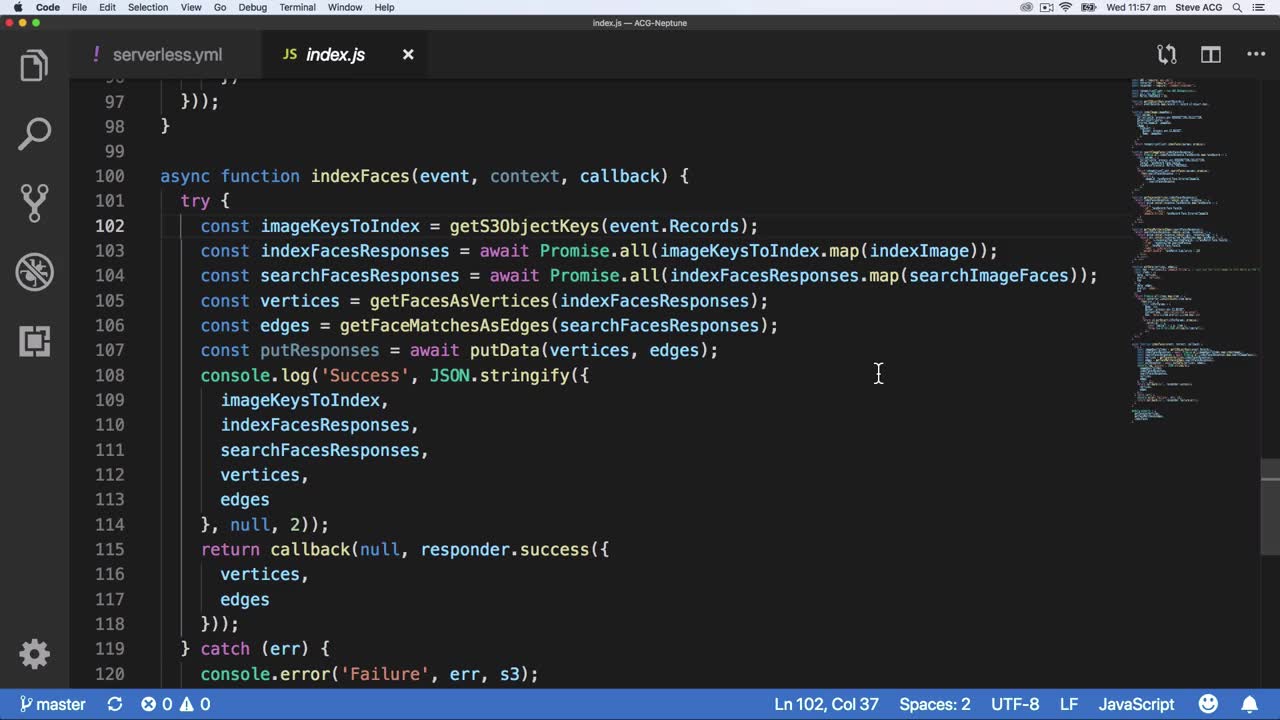 Code File Edit Selection View Go Debug Terminal Window Help Wed 11:57 am Steve ACG
index.js — ACG-Neptune
! serverless.yml JS index.js
97 }));
98 }
99
100 async function indexFaces(event, context, callback) {
101 try {
102 const imageKeysToIndex = getS3ObjectKeys(event.Records);
103 const indexFacesResponses = await Promise.all(imageKeysToIndex.map(indexImage));
104 const searchFacesResponses = await Promise.all(indexFacesResponses.map(searchImageFaces));
105 const vertices = getFacesAsVertices(indexFacesResponses);
106 const edges = getFaceMatchesAsEdges(searchFacesResponses);
107 const putResponses = await putData(vertices, edges);
108 console.log('Success', JSON.stringify({
109 imageKeysToIndex,
110 indexFacesResponses,
111 searchFacesResponses,
112 vertices,
113 edges
114 }, null, 2));
115 return callback(null, responder.success({
116 vertices,
117 edges
118 }));
119 } catch (err) {
120 console.error('Failure', err, s3);
master 0 0 Ln 102, Col 37 Spaces: 2 UTF-8 LF JavaScript